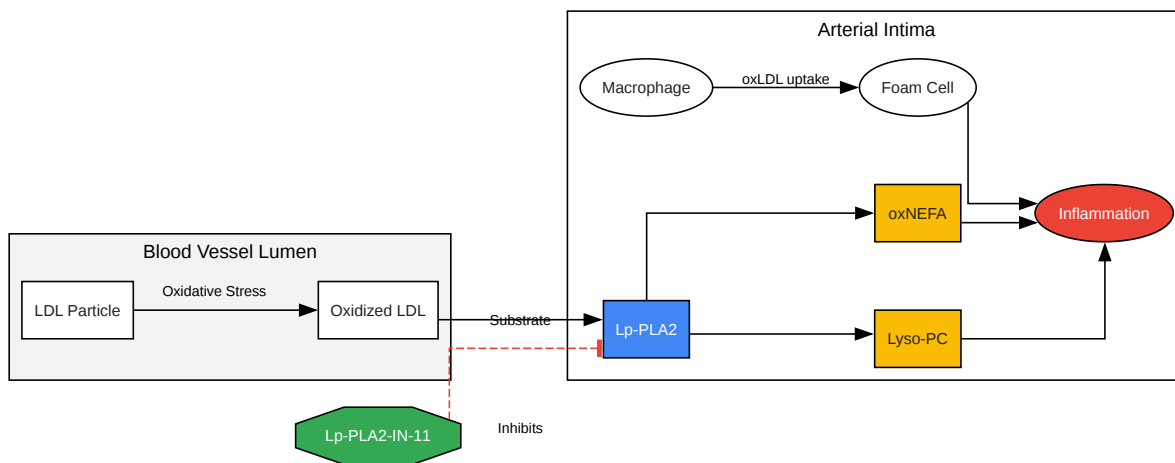 Arterial Intima
Macrophage
oxLDL uptake
Foam Cell
oxNEFA
Inflammation
Blood Vessel Lumen
LDL Particle
Oxidative Stress
Oxidized LDL
Substrate
Lp-PLA2
Lyso-PC
Lp-PLA2-IN-11
Inhibits